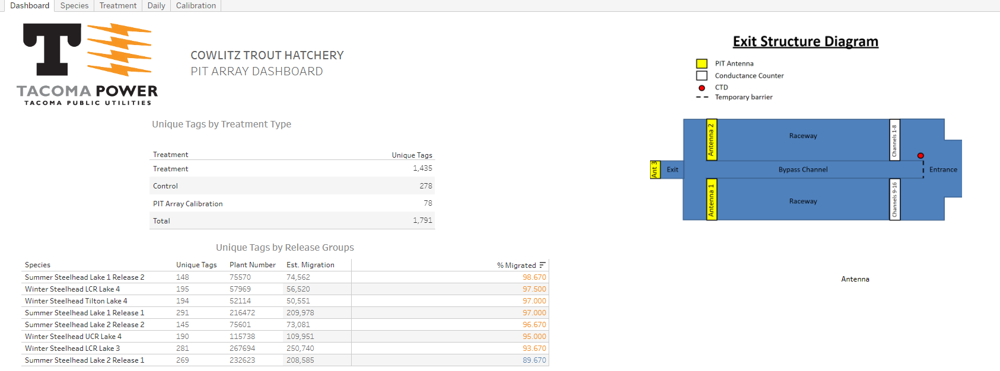 Dashboard Species Treatment Daily Calibration
TACOMA POWER
TACOMA PUBLIC UTILITIES
COWLITZ TROUT HATCHERY
PIT ARRAY DASHBOARD
Unique Tags by Treatment Type
Treatment Unique Tags
Treatment 1,435
Control 278
PIT Array Calibration 78
Total 1,791
Unique Tags by Release Groups
Species Unique Tags Plant Number Est. Migration % Migrated
Summer Steelhead Lake 1 Release 2 148 75570 74,562 98.670
Winter Steelhead LCR Lake 4 195 57969 56,520 97.500
Winter Steelhead Tilton Lake 4 194 52114 50,551 97.000
Summer Steelhead Lake 1 Release 1 291 216472 209,978 97.000
Summer Steelhead Lake 2 Release 2 145 75601 73,081 96.670
Winter Steelhead UCR Lake 4 190 115738 109,951 95.000
Winter Steelhead LCR Lake 3 281 267694 250,740 93.670
Summer Steelhead Lake 2 Release 1 269 232623 208,585 89.670
Exit Structure Diagram
PIT Antenna
Conductance Counter
CTD
Temporary barrier
Antenna 2
Raceway
Channels 1-8
Ant 3
Exit
Bypass Channel
Entrance
Antenna 1
Raceway
Channels 9-16
Antenna